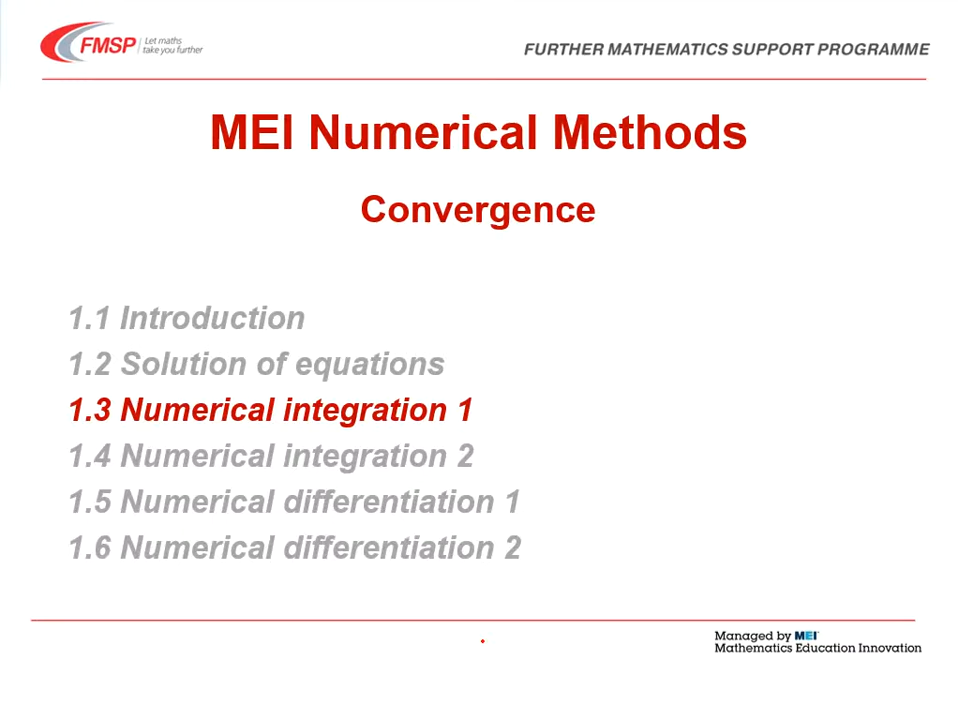 FMSP Let maths
take you further
FURTHER MATHEMATICS SUPPORT PROGRAMME
MEI Numerical Methods
Convergence
1.1 Introduction
1.2 Solution of equations
1.3 Numerical integration 1
1.4 Numerical integration 2
1.5 Numerical differentiation 1
1.6 Numerical differentiation 2
Managed by MEI
Mathematics Education Innovation